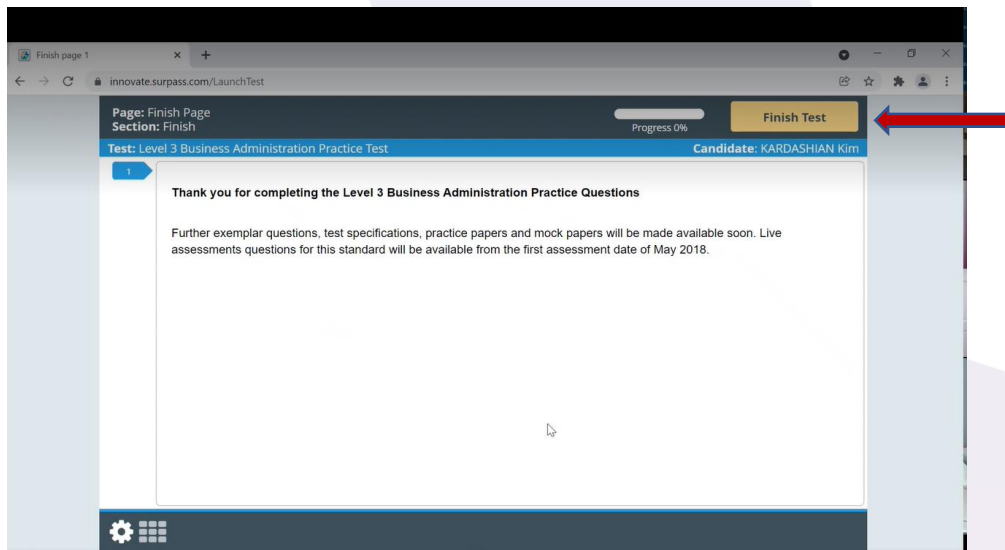 Finish page 1
innovate.surpass.com/LaunchTest
Page: Finish Page
Section: Finish
Progress 0%
Finish Test
Test: Level 3 Business Administration Practice Test
Candidate: KARDASHIAN Kim
1
Thank you for completing the Level 3 Business Administration Practice Questions
Further exemplar questions, test specifications, practice papers and mock papers will be made available soon. Live
assessments questions for this standard will be available from the first assessment date of May 2018.